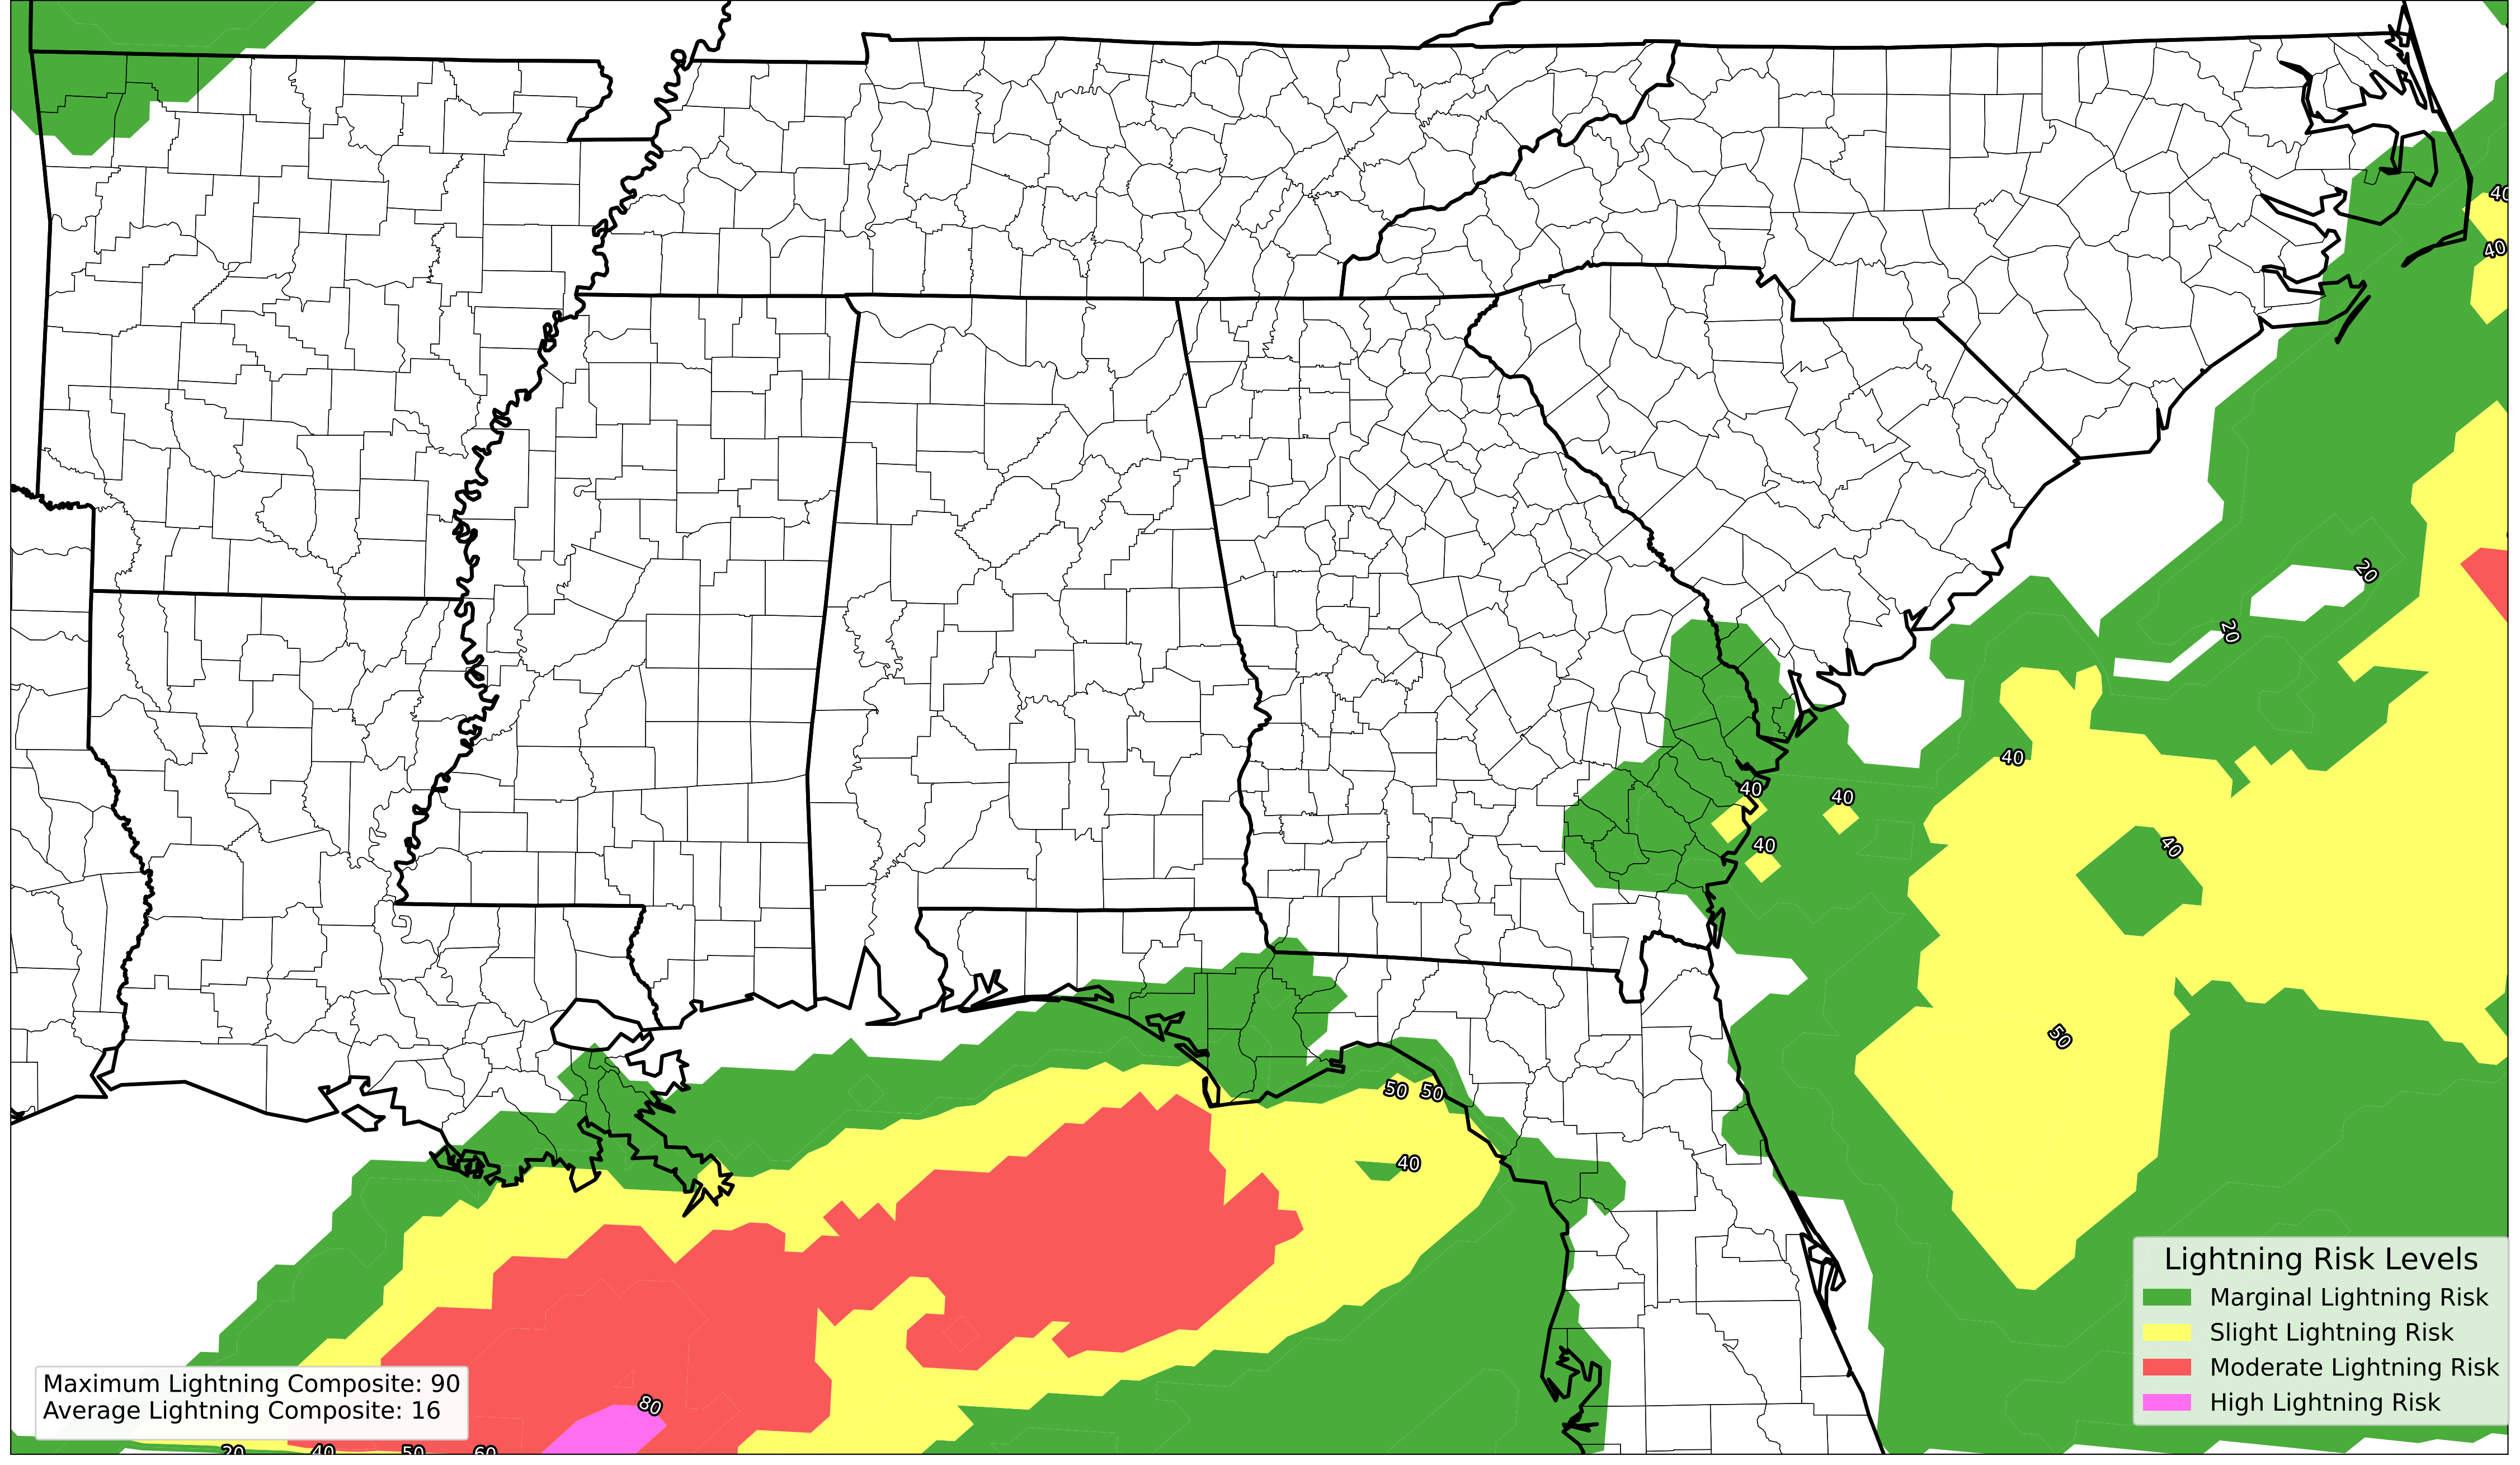 40
40
20
20
40
40
40
40
40
50
50 50
40
Lightning Risk Levels
Marginal Lightning Risk
Slight Lightning Risk
Moderate Lightning Risk
High Lightning Risk
Maximum Lightning Composite: 90
Average Lightning Composite: 16
80
20 40 50 60